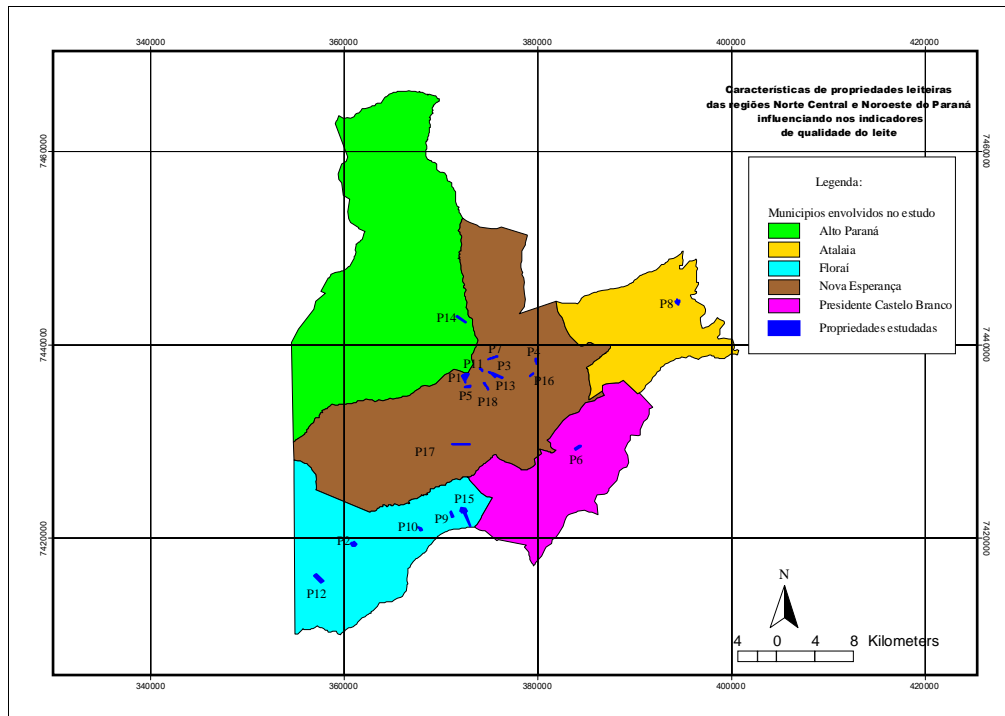 340000 360000 380000 400000 420000
Características de propriedades leiteiras
das regiões Norte Central e Noroeste do Paraná
influenciando nos indicadores
de qualidade do leite
7460000 7460000
Legenda:
Municipios envolvidos no estudo
Alto Paraná
Atalaia
Floraí
Nova Esperança
Presidente Castelo Branco
Propriedades estudadas
P8
P14
7440000 7440000
P7 P4
P11 P3
P1 P13 P16
P5
P18
P17
P6
P15
P9
P10
P2
7420000 7420000
P12
N
4 0 4 8 Kilometers
340000 360000 380000 400000 420000